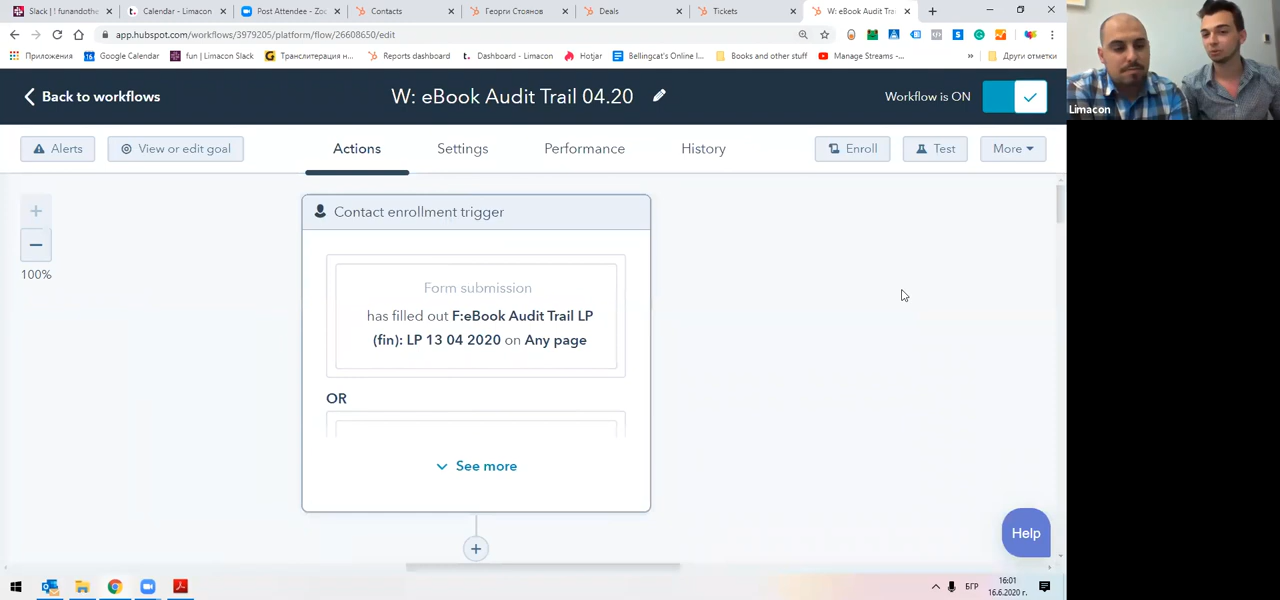 Slack | ! funandothe
Calendar - Limacon
Post Attendee - Zoo
Contacts
Георги Стоянов
Deals
Tickets
W: eBook Audit Trai
app.hubspot.com/workflows/3979205/platform/flow/26608650/edit
Приложения
Google Calendar
fun | Limacon Slack
Транслитерация н...
Reports dashboard
Dashboard - Limacon
Hotjar
Bellingcat's Online I...
Books and other stuff
Manage Streams -...
»
Други отметки
Back to workflows
W: eBook Audit Trail 04.20
Workflow is ON
Limacon
Alerts
View or edit goal
Actions
Settings
Performance
History
Enroll
Test
More
Contact enrollment trigger
100%
Form submission
has filled out F:eBook Audit Trail LP
(fin): LP 13 04 2020 on Any page
OR
See more
Help
БГР
16:01
16.6.2020 г.